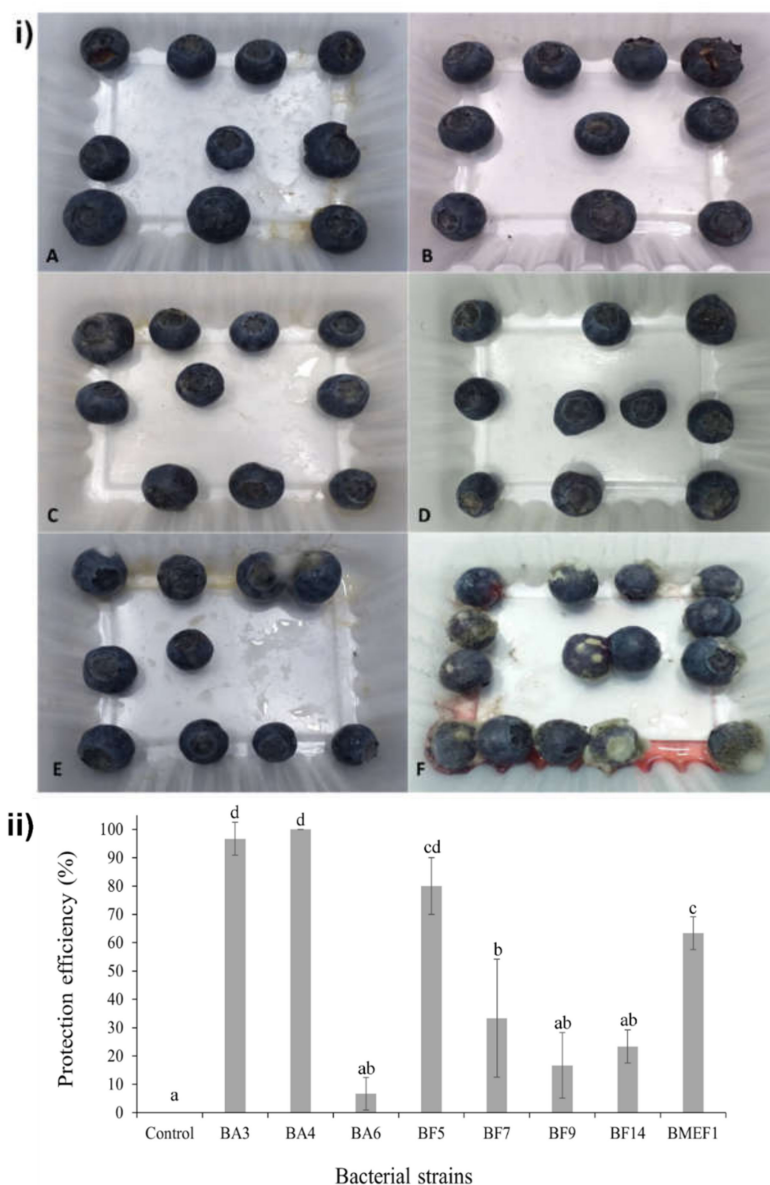 i)
A
B
C
D
E
F
ii)
Protection efficiency (%)
100
90
80
70
60
50
40
30
20
10
0
a
d
d
ab
cd
b
ab
ab
c
Control BA3 BA4 BA6 BF5 BF7 BF9 BF14 BMEF1
Bacterial strains